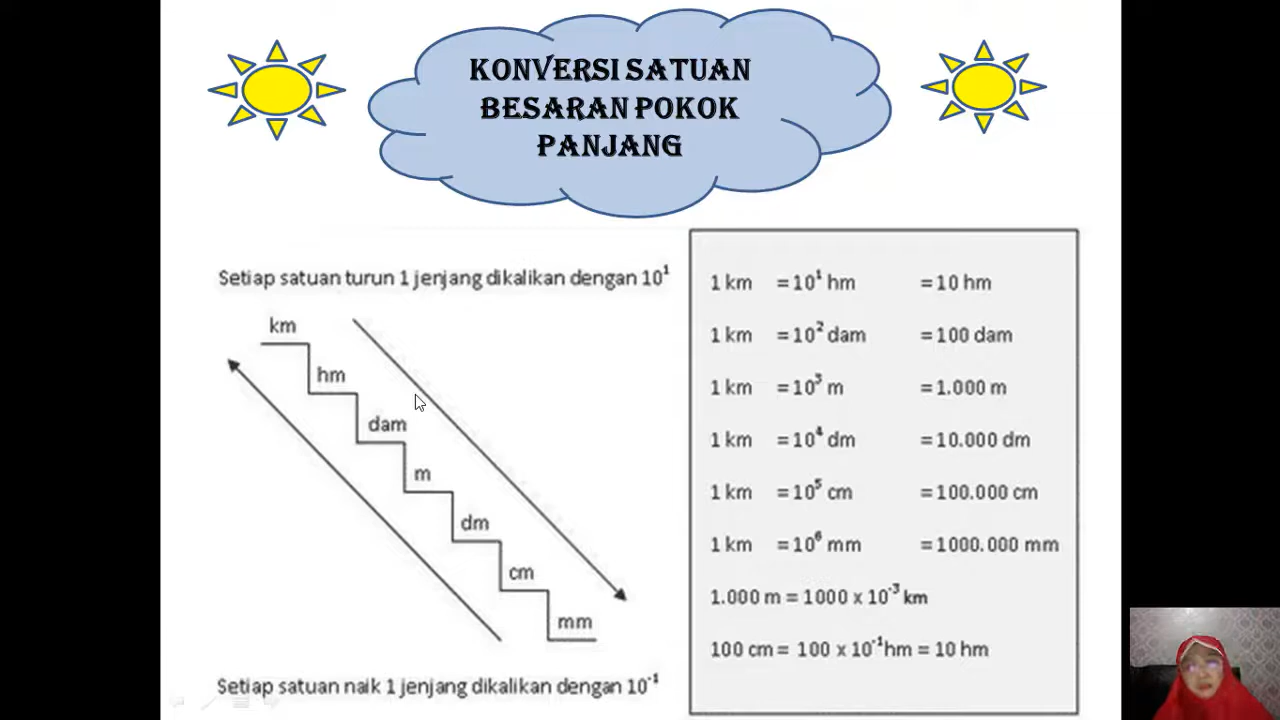 KONVERSI SATUAN
BESARAN POKOK
PANJANG
Setiap satuan turun 1 jenjang dikalikan dengan 10¹
km
hm
dam
m
dm
cm
mm
Setiap satuan naik 1 jenjang dikalikan dengan 10⁻¹
1 km = 10¹ hm = 10 hm
1 km = 10² dam = 100 dam
1 km = 10³ m = 1.000 m
1 km = 10⁴ dm = 10.000 dm
1 km = 10⁵ cm = 100.000 cm
1 km = 10⁶ mm = 1000.000 mm
1.000 m = 1000 x 10⁻³ km
100 cm = 100 x 10⁻¹ hm = 10 hm